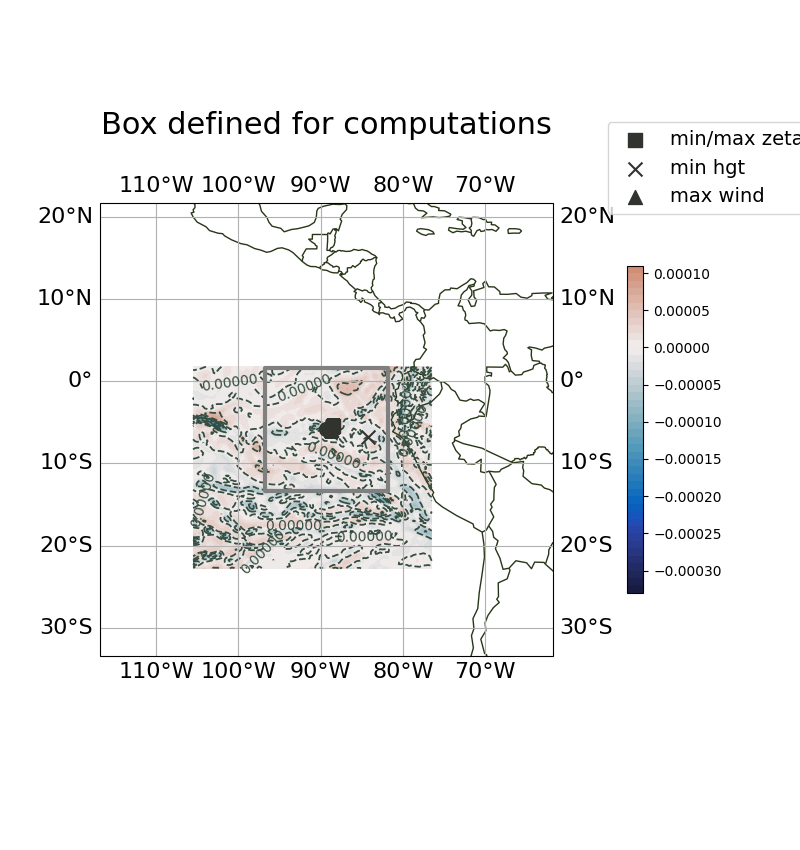 Box defined for computations
min/max zeta
min hgt
max wind
110°W 100°W 90°W 80°W 70°W
20°N 20°N
10°N 10°N
0° 0°
10°S 10°S
20°S 20°S
30°S 30°S
110°W 100°W 90°W 80°W 70°W
0.00010
0.00005
0.00000
−0.00005
−0.00010
−0.00015
−0.00020
−0.00025
−0.00030
0.00000
0.00000
0.00000
0.00000
0.00000